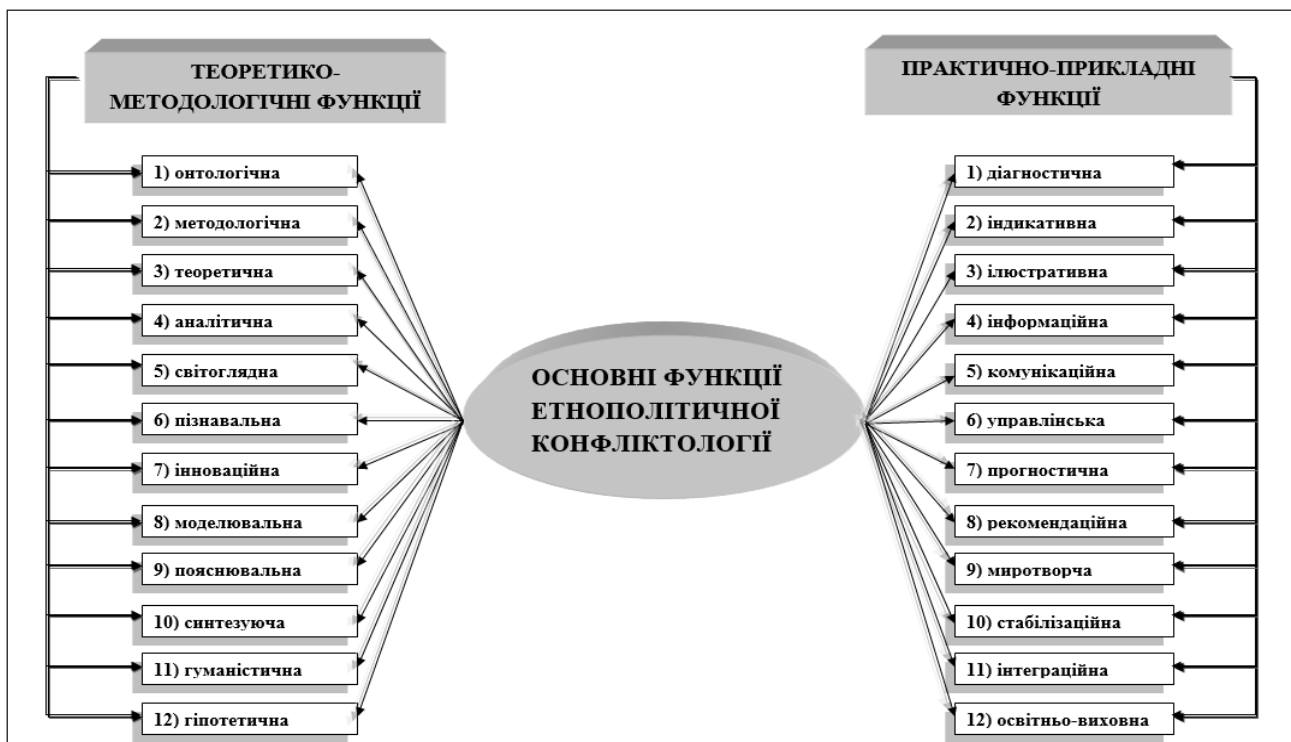 ТЕОРЕТИКО-
МЕТОДОЛОГІЧНІ ФУНКЦІЇ
1) онтологічна
2) методологічна
3) теоретична
4) аналітична
5) світоглядна
6) пізнавальна
7) інноваційна
8) моделювальна
9) пояснювальна
10) синтезуюча
11) гуманістична
12) гіпотетична
ОСНОВНІ ФУНКЦІЇ
ЕТНОПОЛІТИЧНОЇ
КОНФЛІКТОЛОГІЇ
ПРАКТИЧНО-ПРИКЛАДНІ
ФУНКЦІЇ
1) діагностична
2) індикативна
3) ілюстративна
4) інформаційна
5) комунікаційна
6) управлінська
7) прогностична
8) рекомендаційна
9) миротворча
10) стабілізаційна
11) інтеграційна
12) освітньо-виховна